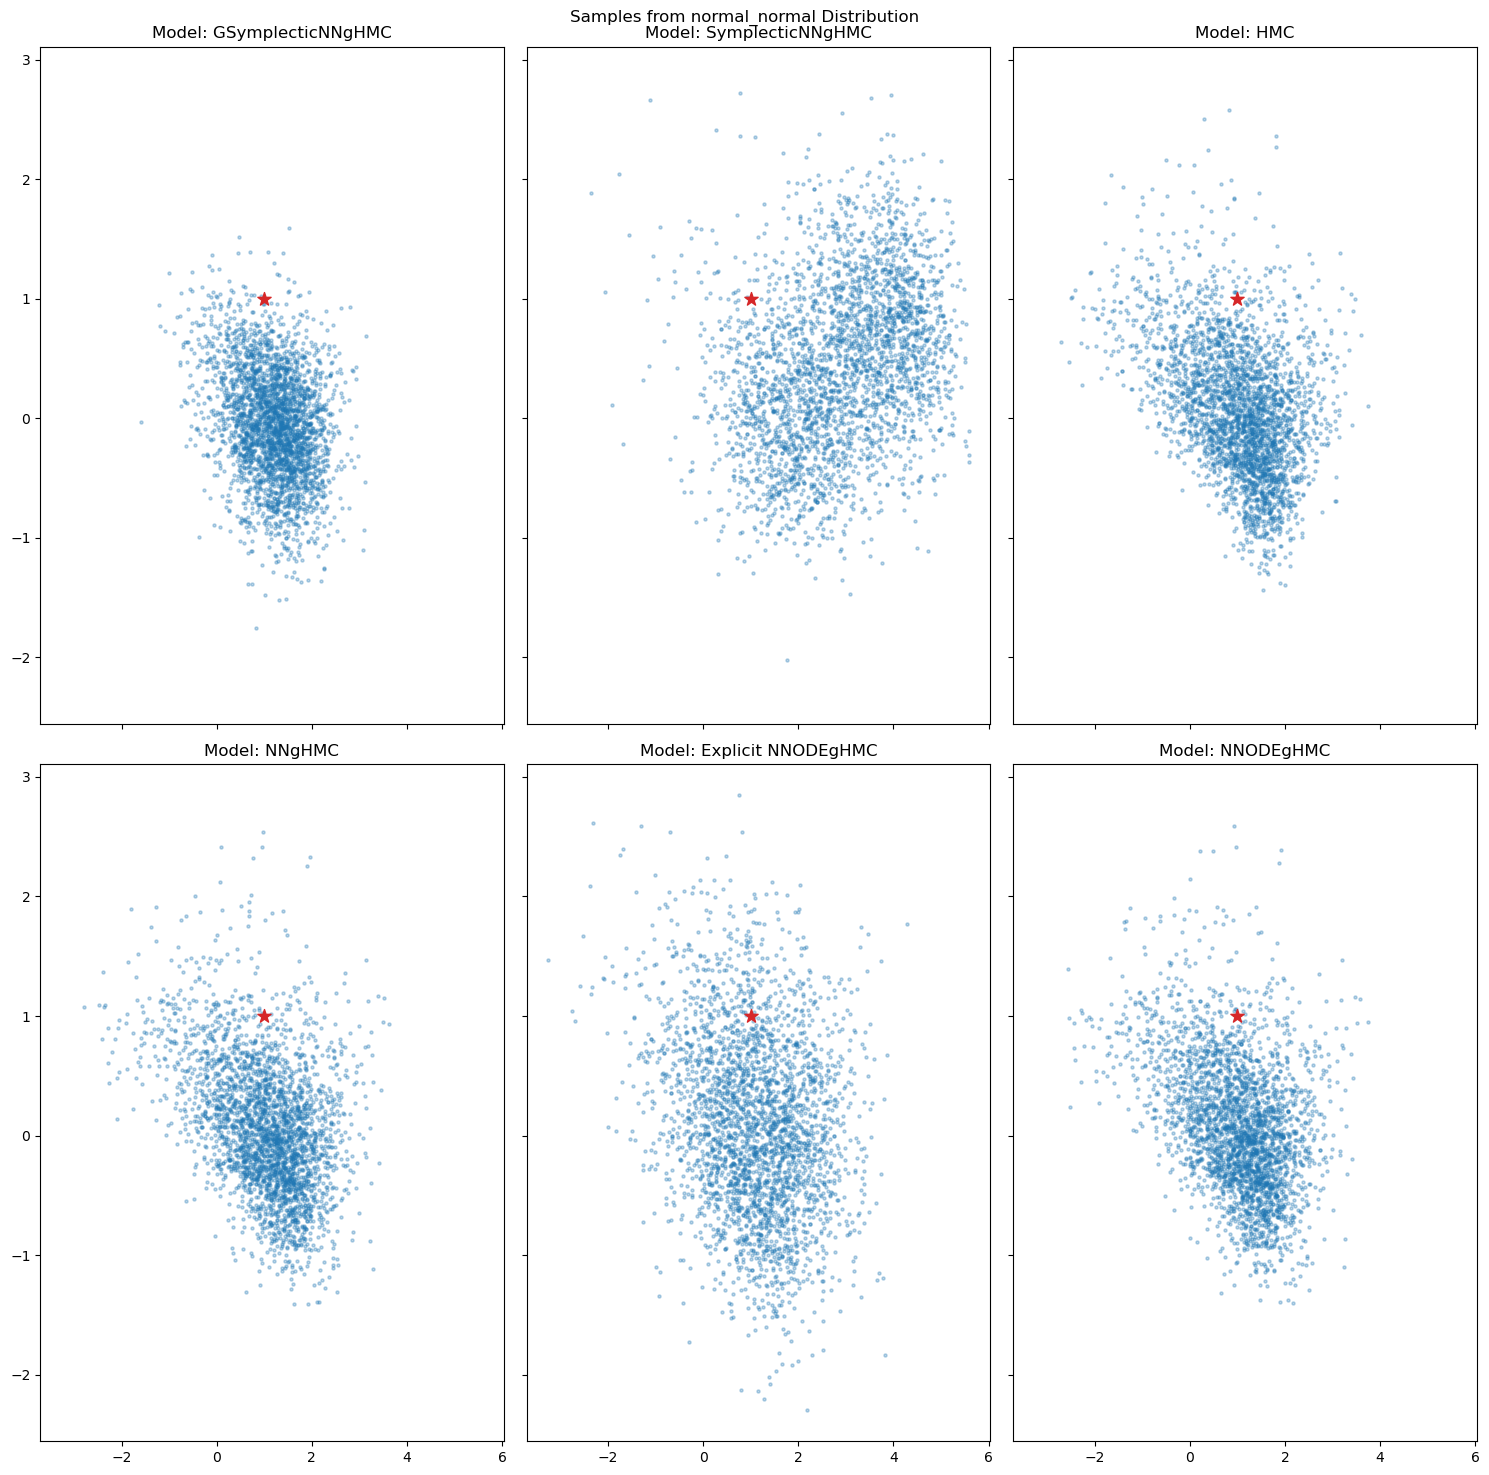 Samples from normal_normal Distribution
Model: GSymplecticNNgHMC
Model: SymplecticNNgHMC
Model: HMC
3
2
1
0
−1
−2
Model: NNgHMC
Model: Explicit NNODEgHMC
Model: NNODEgHMC
3
2
1
0
−1
−2
−2 0 2 4 6
−2 0 2 4 6
−2 0 2 4 6